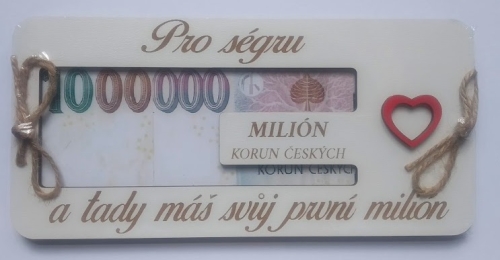 Pro ségru
1000000
MILIÓN
KORUN ČESKÝCH
KORUN ČESKÝCH
a tady máš svůj první milion